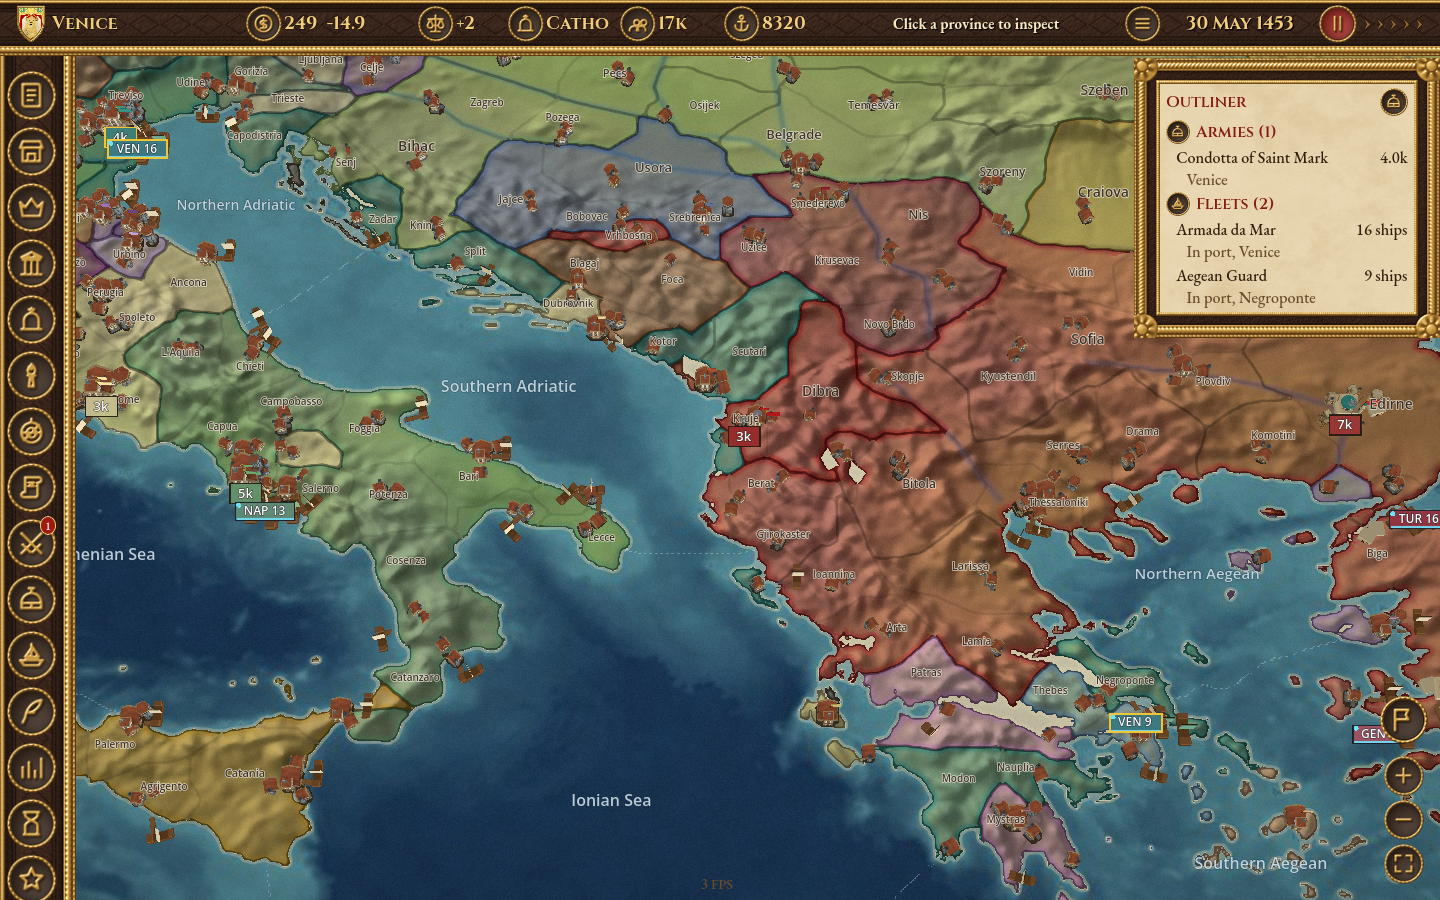 VENICE
249 -14.9
+2
CATHO
17K
8320
Click a province to inspect
30 MAY 1453
OUTLINER
ARMIES (1)
Condotta of Saint Mark 4.0k
Venice
FLEETS (2)
Armada da Mar 16 ships
In port, Venice
Aegean Guard 9 ships
In port, Negroponte
1
Ljubljana
Celje
Gorizia
Udine
Treviso
Trieste
Zagreb
Pecs
Szeged
Osijek
Temesvar
Szeben
4k
VEN 16
Capodistria
Pozega
Belgrade
Bihac
Senj
Usora
Szoreny
Craiova
Northern Adriatic
Jajce
Zadar
Knin
Bobovac
Srebrenica
Smederevo
Nis
Vrhbosna
Uzice
Urbino
Split
Krusevac
Blagaj
Foca
Vidin
Ancona
Perugia
Dubrovnik
Spoleto
Novo Brdo
Sofia
Kotor
Scutari
L'Aquila
Chieti
Southern Adriatic
Skopje
Kyustendil
Plovdiv
Dibra
Edirne
3k
Campobasso
Kruje
7k
Capua
Foggia
3k
Serres
Drama
Komotini
Bari
Berat
Bitola
5k
Salerno
Potenza
NAP 13
Thessaloniki
TUR 16
Gjirokaster
Lecce
Biga
henian Sea
Cosenza
Larissa
Ioannina
Northern Aegean
Arta
Lamia
Catanzaro
Patras
Thebes
Negroponte
VEN 9
GEN
Palermo
Catania
Agrigento
Nauplia
Modon
Ionian Sea
Mystras
Southern Aegean
3 FPS